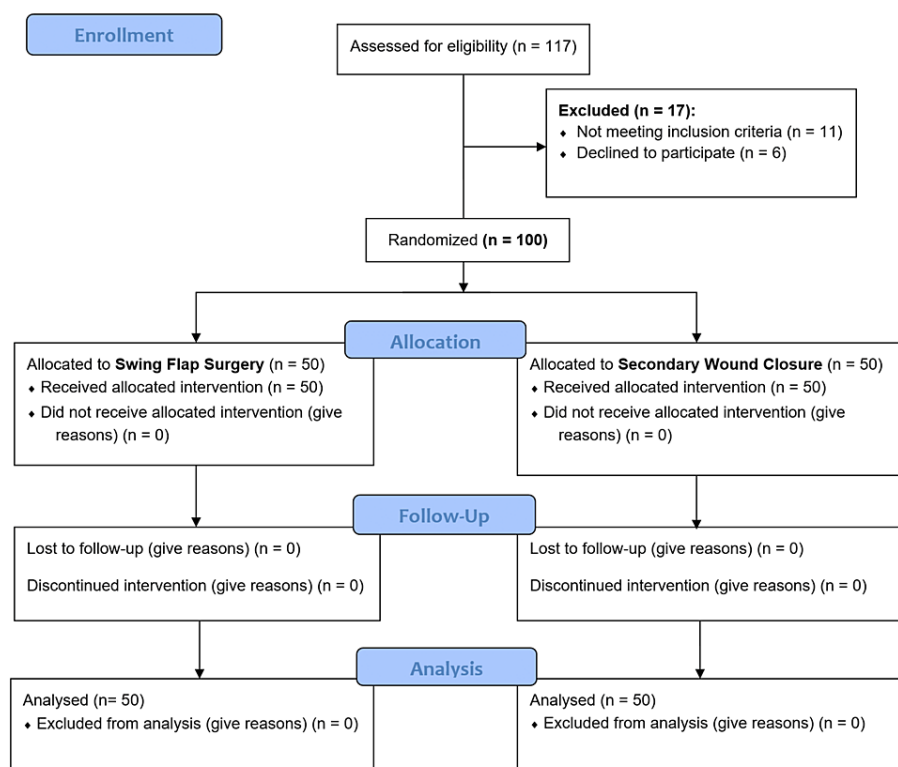 Enrollment
Assessed for eligibility (n = 117)
Excluded (n = 17):
⬧ Not meeting inclusion criteria (n = 11)
⬧ Declined to participate (n = 6)
Randomized (n = 100)
Allocation
Allocated to Swing Flap Surgery (n = 50)
⬧ Received allocated intervention (n = 50)
⬧ Did not receive allocated intervention (give
reasons) (n = 0)
Allocated to Secondary Wound Closure (n = 50)
⬧ Received allocated intervention (n = 50)
⬧ Did not receive allocated intervention (give
reasons) (n = 0)
Follow-Up
Lost to follow-up (give reasons) (n = 0)
Discontinued intervention (give reasons) (n = 0)
Lost to follow-up (give reasons) (n = 0)
Discontinued intervention (give reasons) (n = 0)
Analysis
Analysed (n= 50)
⬧ Excluded from analysis (give reasons) (n = 0)
Analysed (n = 50)
⬧ Excluded from analysis (give reasons) (n = 0)